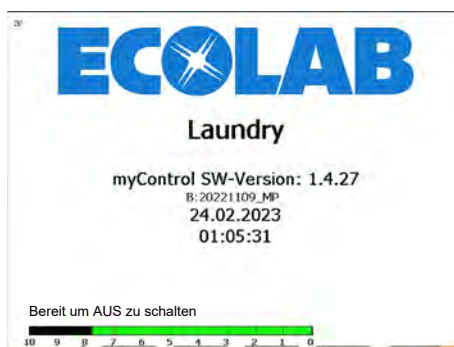 ECOLAB
Laundry
myControl SW-Version: 1.4.27
B:20221109_MP
24.02.2023
01:05:31
Bereit um AUS zu schalten
10 9 8 7 6 5 4 3 2 1 0